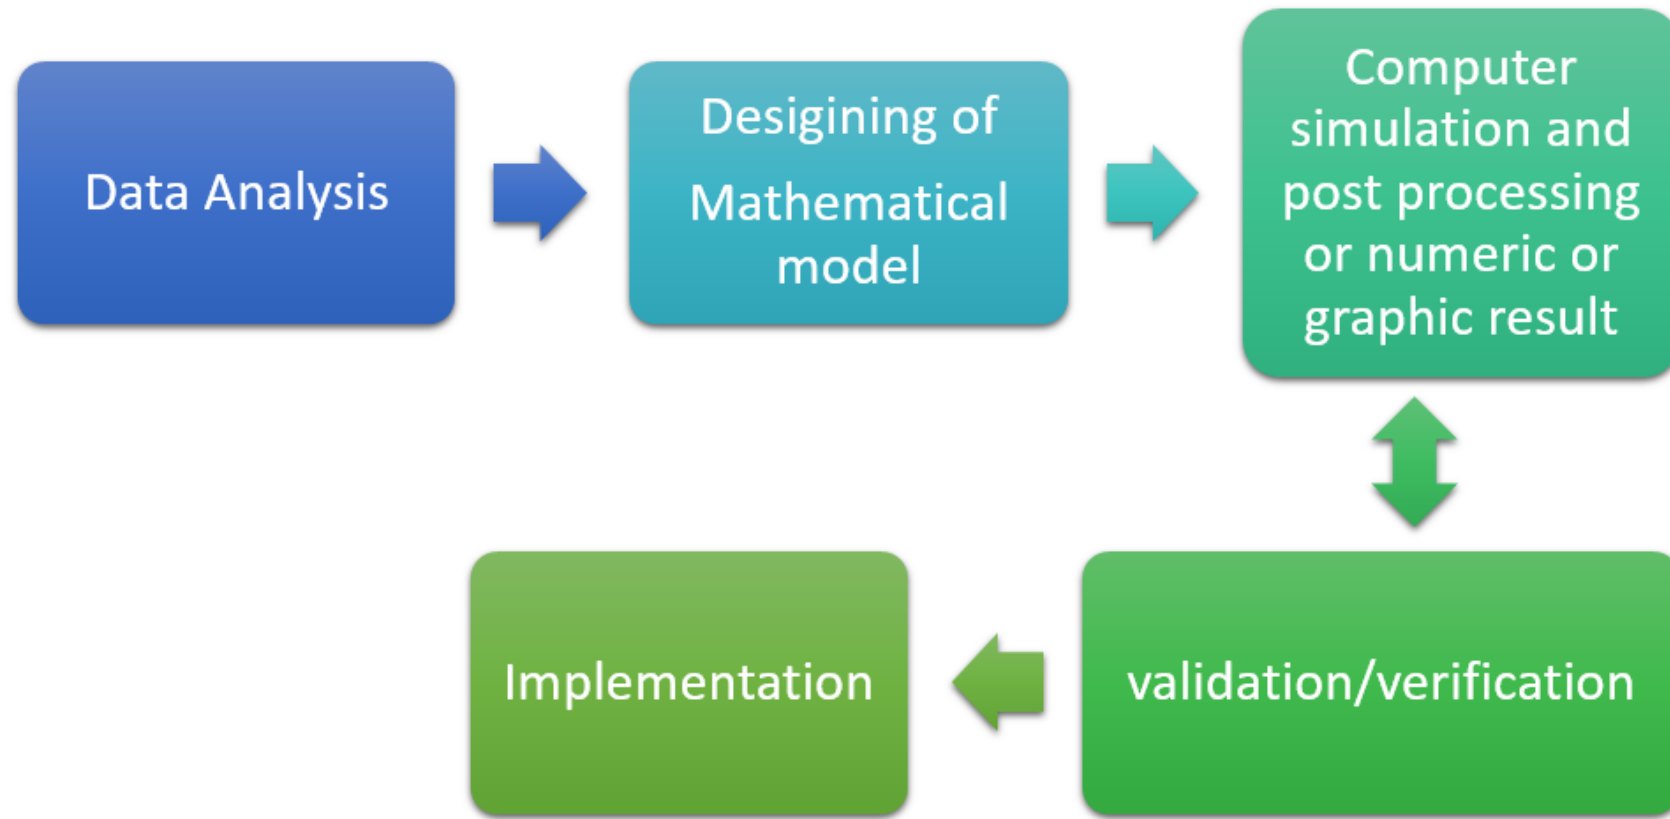 Data Analysis
Desigining of
Mathematical
model
Computer
simulation and
post processing
or numeric or
graphic result
validation/verification
Implementation